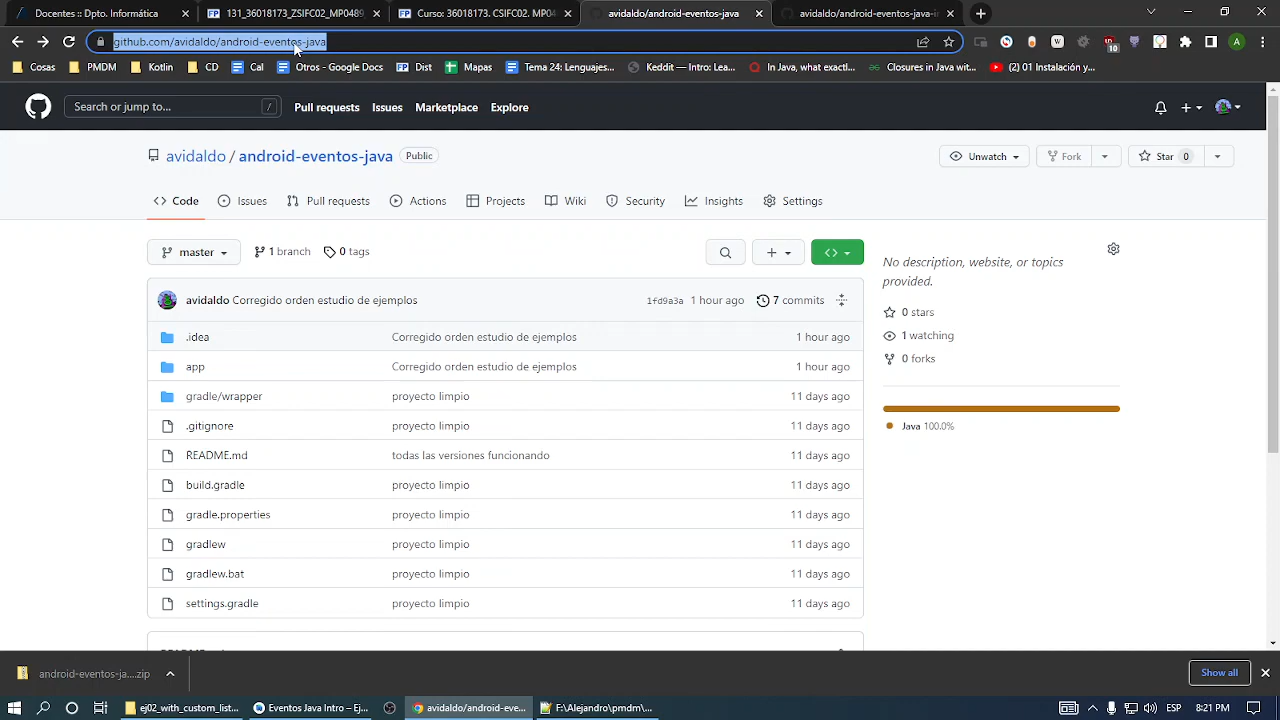 Docentes :: Dpto. Informática
131_36018173_ZSIFC02_MP0489_
Curso: 36018173. CSIFC02. MP04
avidaldo/android-eventos-java
avidaldo/android-eventos-java-i
github.com/avidaldo/android-eventos-java
Cosas
PMDM
Kotlin
CD
Cal
Otros - Google Docs
Dist
Mapas
Tema 24: Lenguajes...
Keddit — Intro: Lea...
In Java, what exactl...
Closures in Java wit...
(2) 01 Instalación y...
Search or jump to...
/
Pull requests
Issues
Marketplace
Explore
avidaldo / android-eventos-java
Public
Unwatch
Fork
Star 0
Code
Issues
Pull requests
Actions
Projects
Wiki
Security
Insights
Settings
master
1 branch
0 tags
No description, website, or topics
provided.
0 stars
1 watching
0 forks
Java 100.0%
avidaldo Corregido orden estudio de ejemplos
1fd9a3a 1 hour ago
7 commits
.idea Corregido orden estudio de ejemplos 1 hour ago
app Corregido orden estudio de ejemplos 1 hour ago
gradle/wrapper proyecto limpio 11 days ago
.gitignore proyecto limpio 11 days ago
README.md todas las versiones funcionando 11 days ago
build.gradle proyecto limpio 11 days ago
gradle.properties proyecto limpio 11 days ago
gradlew proyecto limpio 11 days ago
gradlew.bat proyecto limpio 11 days ago
settings.gradle proyecto limpio 11 days ago
android-eventos-ja....zip
Show all
ej02_with_custom_list...
Eventos Java Intro – Ej...
avidaldo/android-eve...
F:\Alejandro\pmdm\...
ESP
8:21 PM